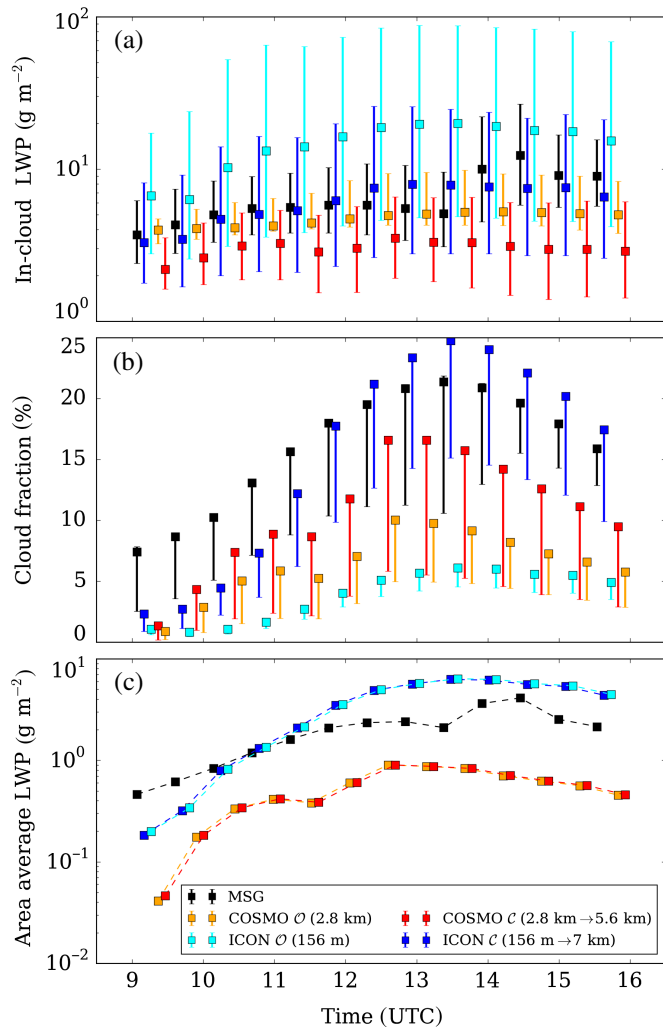 (a)
In-cloud LWP (g m⁻²)
10²
10¹
10⁰
(b)
Cloud fraction (%)
25
20
15
10
5
0
(c)
Area average LWP (g m⁻²)
10¹
10⁰
10⁻¹
10⁻²
MSG
COSMO 𝒪 (2.8 km)
ICON 𝒪 (156 m)
COSMO 𝒞 (2.8 km→5.6 km)
ICON 𝒞 (156 m→7 km)
9 10 11 12 13 14 15 16
Time (UTC)